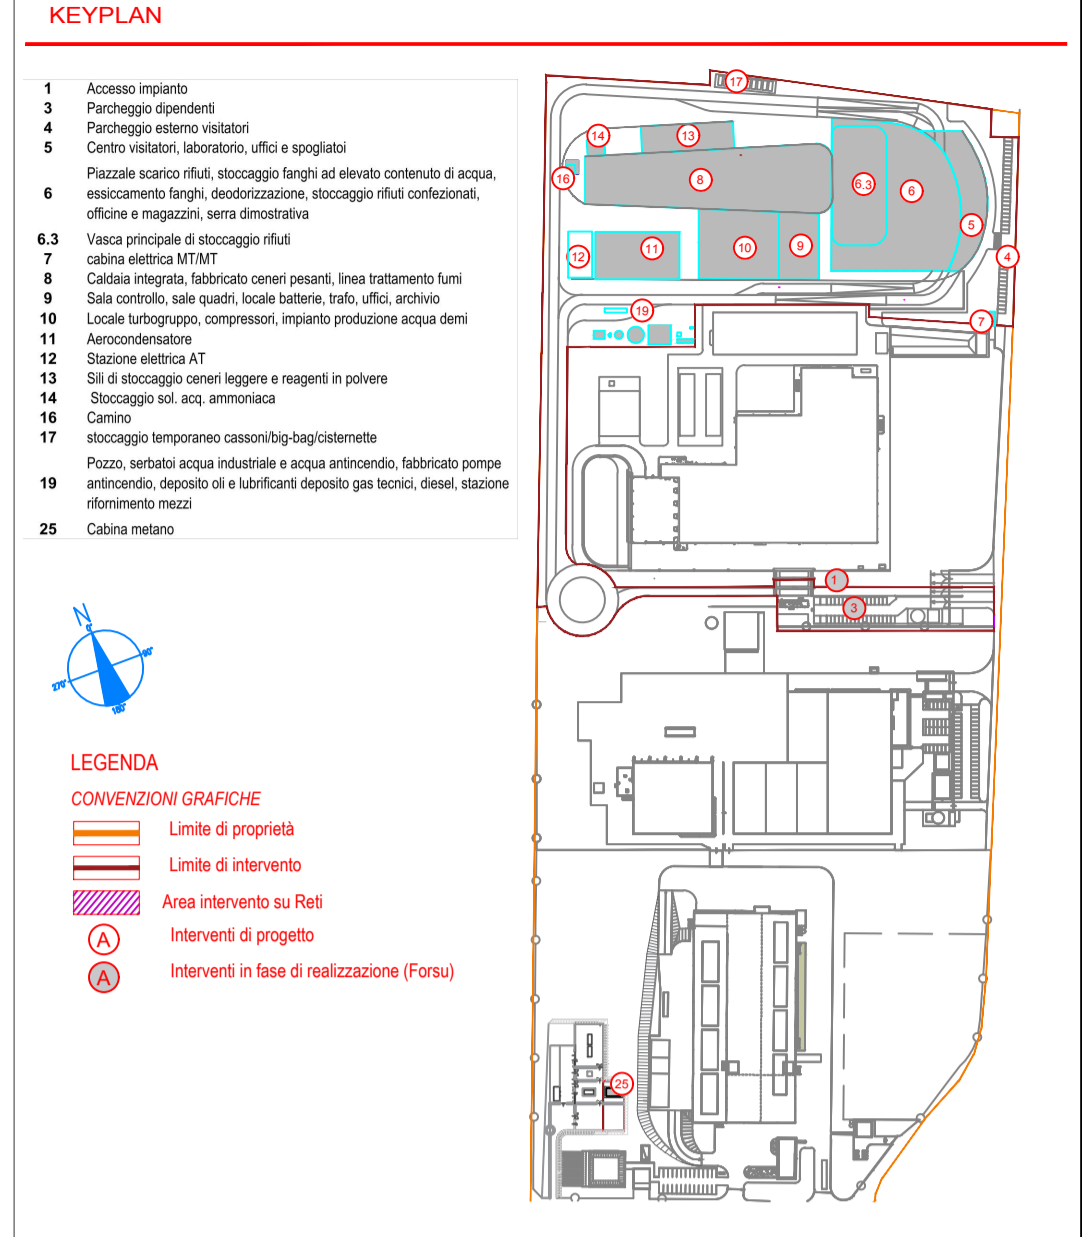 KEYPLAN
1 Accesso impianto
3 Parcheggio dipendenti
4 Parcheggio esterno visitatori
5 Centro visitatori, laboratorio, uffici e spogliatoi
Piazzale scarico rifiuti, stoccaggio fanghi ad elevato contenuto di acqua,
6 essiccamento fanghi, deodorizzazione, stoccaggio rifiuti confezionati,
officine e magazzini, serra dimostrativa
6.3 Vasca principale di stoccaggio rifiuti
7 cabina elettrica MT/MT
8 Caldaia integrata, fabbricato ceneri pesanti, linea trattamento fumi
9 Sala controllo, sale quadri, locale batterie, trafo, uffici, archivio
10 Locale turbogruppo, compressori, impianto produzione acqua demi
11 Aerocondensatore
12 Stazione elettrica AT
13 Sili di stoccaggio ceneri leggere e reagenti in polvere
14 Stoccaggio sol. acq. ammoniaca
16 Camino
17 stoccaggio temporaneo cassoni/big-bag/cisternette
Pozzo, serbatoi acqua industriale e acqua antincendio, fabbricato pompe
19 antincendio, deposito oli e lubrificanti deposito gas tecnici, diesel, stazione
rifornimento mezzi
25 Cabina metano
N
0°
90°
270°
180°
LEGENDA
CONVENZIONI GRAFICHE
Limite di proprietà
Limite di intervento
Area intervento su Reti
A Interventi di progetto
A Interventi in fase di realizzazione (Forsu)
17
14
13
16
8
6.3
6
5
12
11
10
9
4
19
7
1
3
25